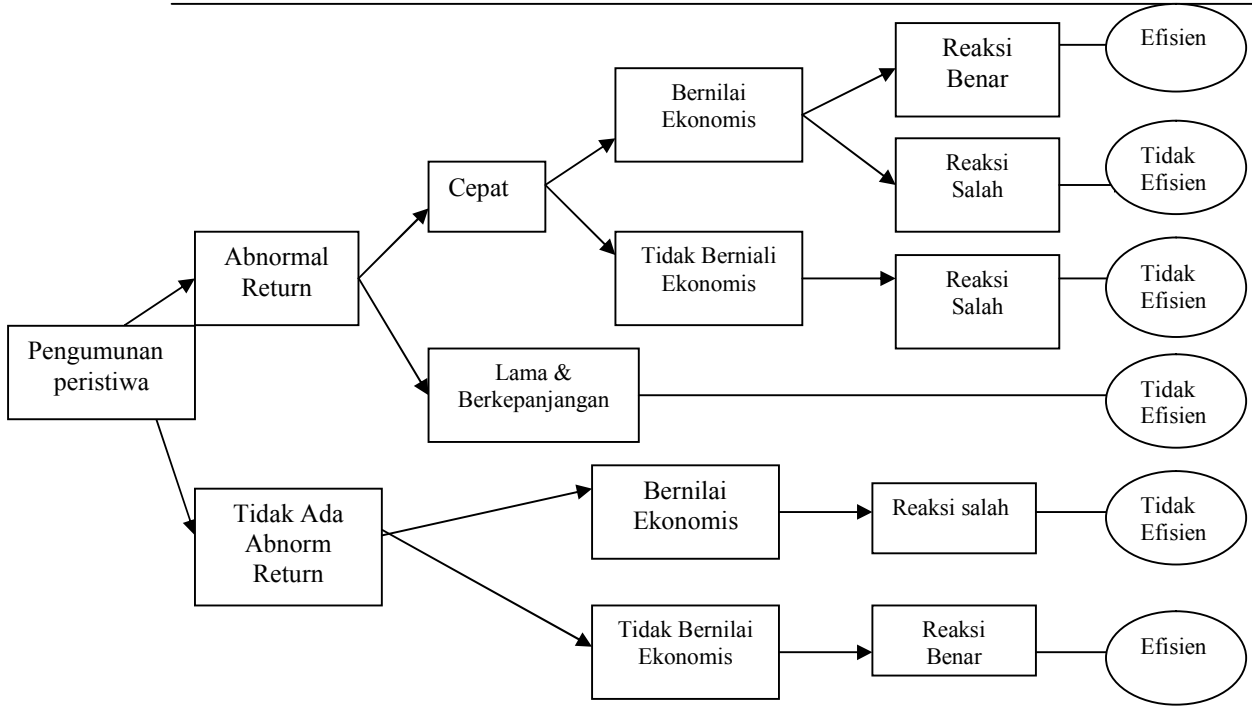 Reaksi
Benar
Efisien
Bernilai
Ekonomis
Cepat
Reaksi
Salah
Tidak
Efisien
Abnormal
Return
Tidak Berniali
Ekonomis
Reaksi
Salah
Tidak
Efisien
Pengumunan
peristiwa
Lama &
Berkepanjangan
Tidak
Efisien
Tidak Ada
Abnorm
Return
Bernilai
Ekonomis
Reaksi salah
Tidak
Efisien
Tidak Bernilai
Ekonomis
Reaksi
Benar
Efisien